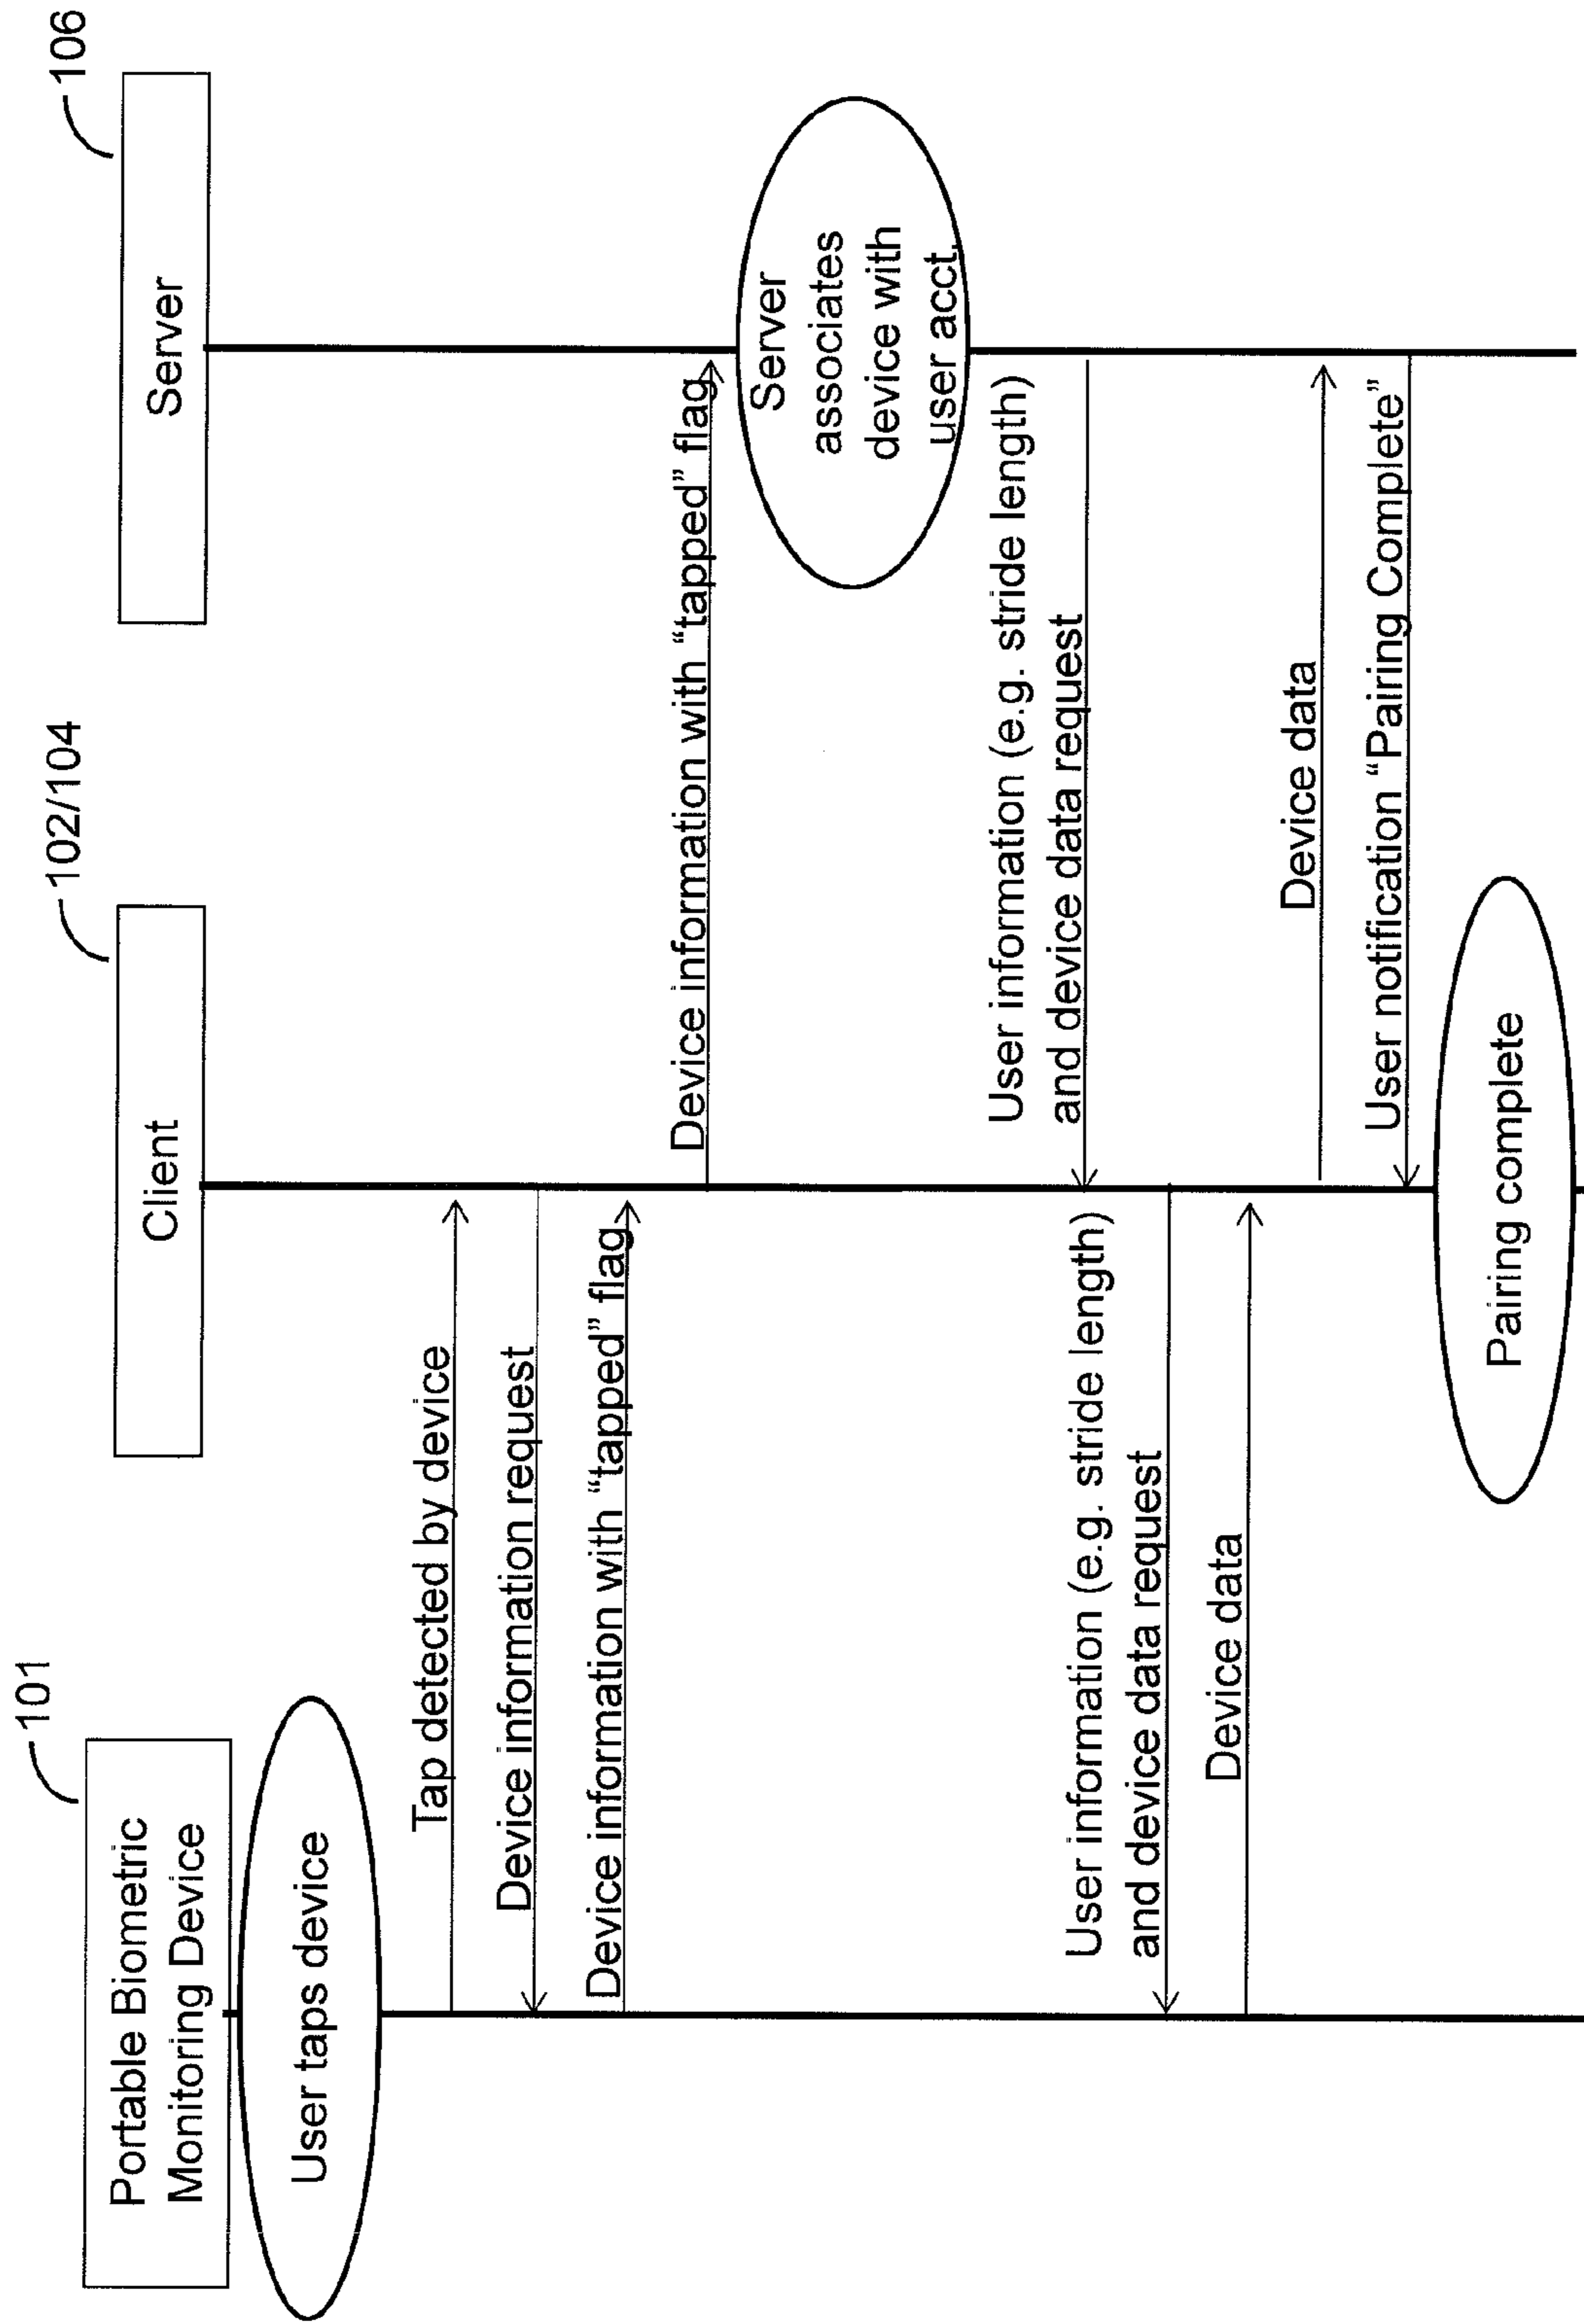 101
102/104
106
Portable Biometric
Monitoring Device
Client
Server
User taps device
Tap detected by device
Device information request
Device information with “tapped” flag
Device information with “tapped” flag
Server
associates
device with
user acct.
User information (e.g. stride length)
and device data request
User information (e.g. stride length)
and device data request
Device data
Device data
User notification “Pairing Complete”
Pairing complete